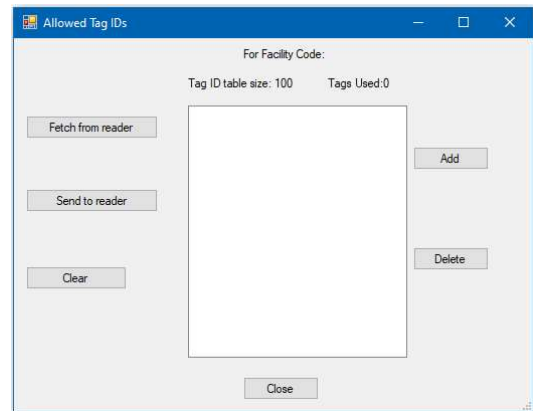 Allowed Tag IDs
For Facility Code:
Tag ID table size: 100 Tags Used:0
Fetch from reader
Add
Send to reader
Delete
Clear
Close